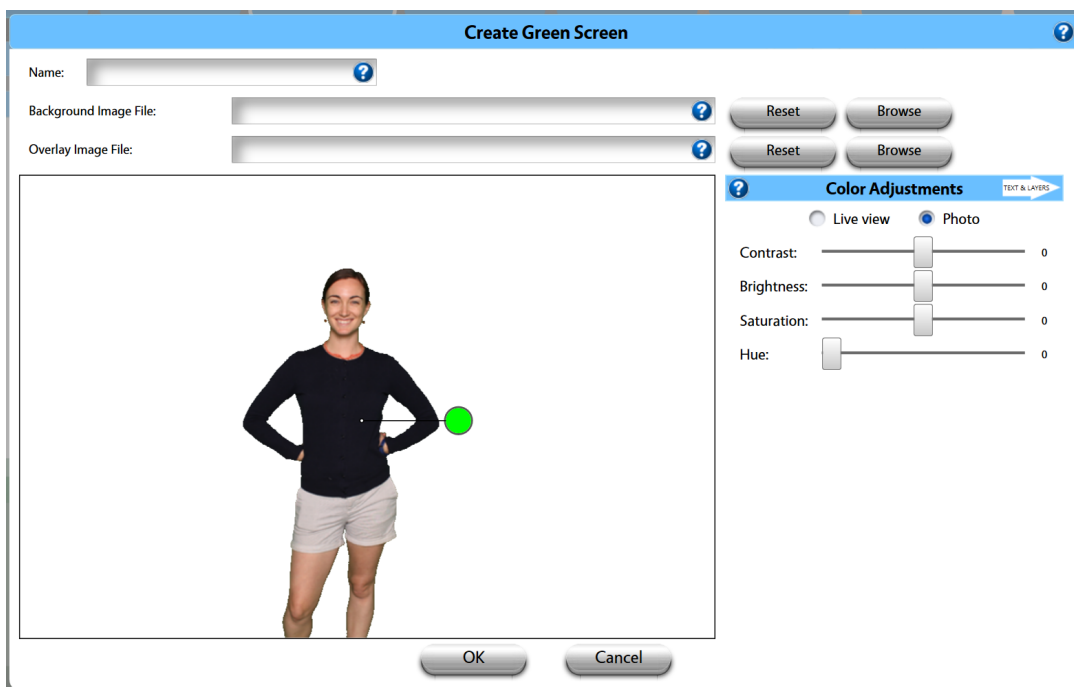 Create Green Screen
?
Name:
?
Background Image File:
?
Reset
Browse
Overlay Image File:
?
Reset
Browse
?
Color Adjustments
TEXT & LAYERS
Live view
Photo
Contrast:
0
Brightness:
0
Saturation:
0
Hue:
0
OK
Cancel